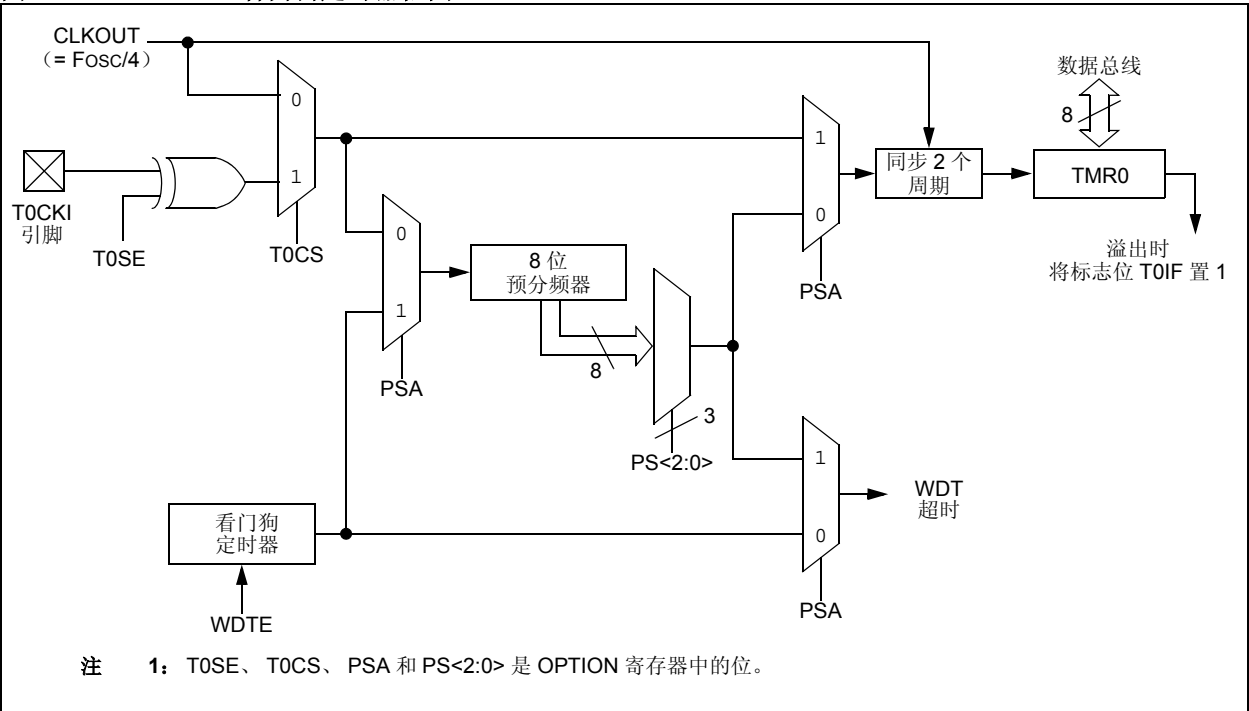 CLKOUT
（= FOSC/4）
数据总线
8
0
1
T0CKI
引脚
T0SE
T0CS
0
1
PSA
8 位
预分频器
8
3
PS<2:0>
1
0
PSA
同步 2 个
周期
TMR0
溢出时
将标志位 T0IF 置 1
1
0
PSA
WDT
超时
看门狗
定时器
WDTE
注 1： T0SE、 T0CS、 PSA 和 PS<2:0> 是 OPTION 寄存器中的位。